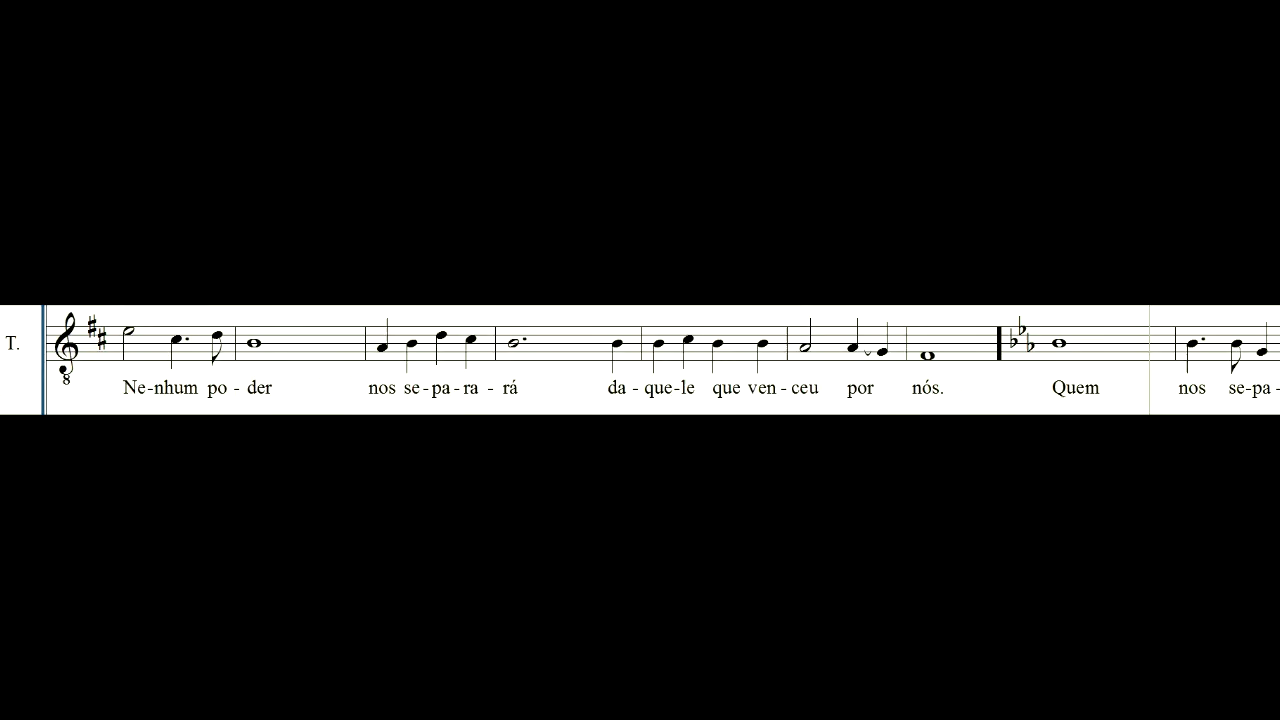 T.
8
Ne-nhum po - der nos se - pa - ra - rá da - que-le que ven - ceu por nós. Quem nos se-pa -